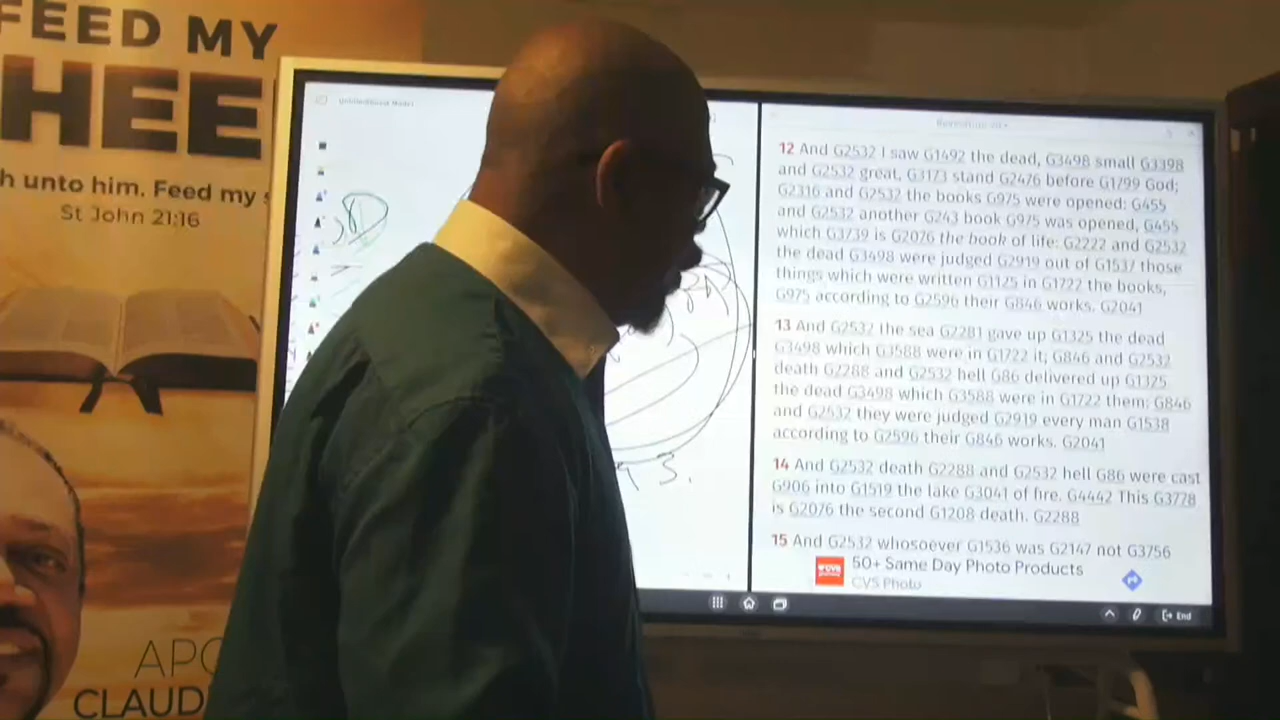 FEED MY
HEE
h unto him. Feed my
St John 21:16
APO
CLAUD
12 And G2532 I saw G1492 the dead, G3498 small G3398
and G2532 great, G3173 stand G2476 before G1799 God;
G2316 and G2532 the books G975 were opened: G455
and G2532 another G243 book G975 was opened, G455
which G3739 is G2076 the book of life: G2222 and G2532
the dead G3498 were judged G2919 out of G1537 those
things which were written G1125 in G1722 the books,
G975 according to G2596 their G846 works. G2041
13 And G2532 the sea G2281 gave up G1325 the dead
G3498 which G3588 were in G1722 it; G846 and G2532
death G2288 and G2532 hell G86 delivered up G1325
the dead G3498 which G3588 were in G1722 them: G846
and G2532 they were judged G2919 every man G1538
according to G2596 their G846 works. G2041
14 And G2532 death G2288 and G2532 hell G86 were cast
G906 into G1519 the lake G3041 of fire. G4442 This G3778
is G2076 the second G1208 death. G2288
15 And G2532 whosoever G1536 was G2147 not G3756
50+ Same Day Photo Products
CVS Photo
End